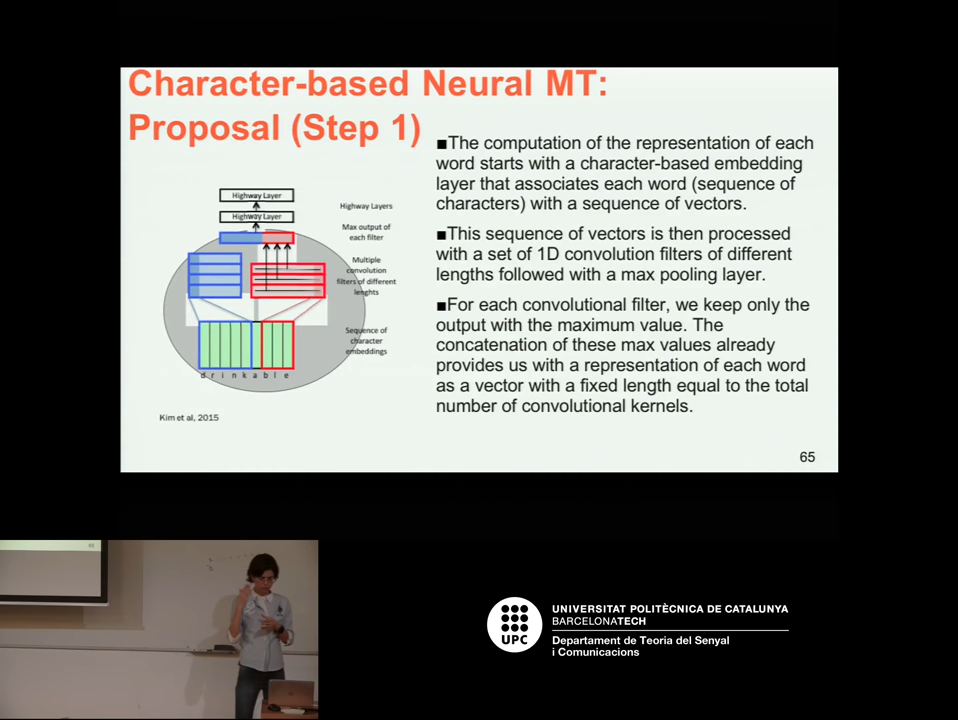 Character-based Neural MT:
Proposal (Step 1)
■The computation of the representation of each
word starts with a character-based embedding
layer that associates each word (sequence of
characters) with a sequence of vectors.
■This sequence of vectors is then processed
with a set of 1D convolution filters of different
lengths followed with a max pooling layer.
■For each convolutional filter, we keep only the
output with the maximum value. The
concatenation of these max values already
provides us with a representation of each word
as a vector with a fixed length equal to the total
number of convolutional kernels.
Highway Layer
Highway Layer
Highway Layers
Max output of
each filter
Multiple
convolution
filters of different
lenghts
Sequence of
character
embeddings
d r i n k a b l e
Kim et al, 2015
65
UPC
UNIVERSITAT POLITÈCNICA DE CATALUNYA
BARCELONATECH
Departament de Teoria del Senyal
i Comunicacions